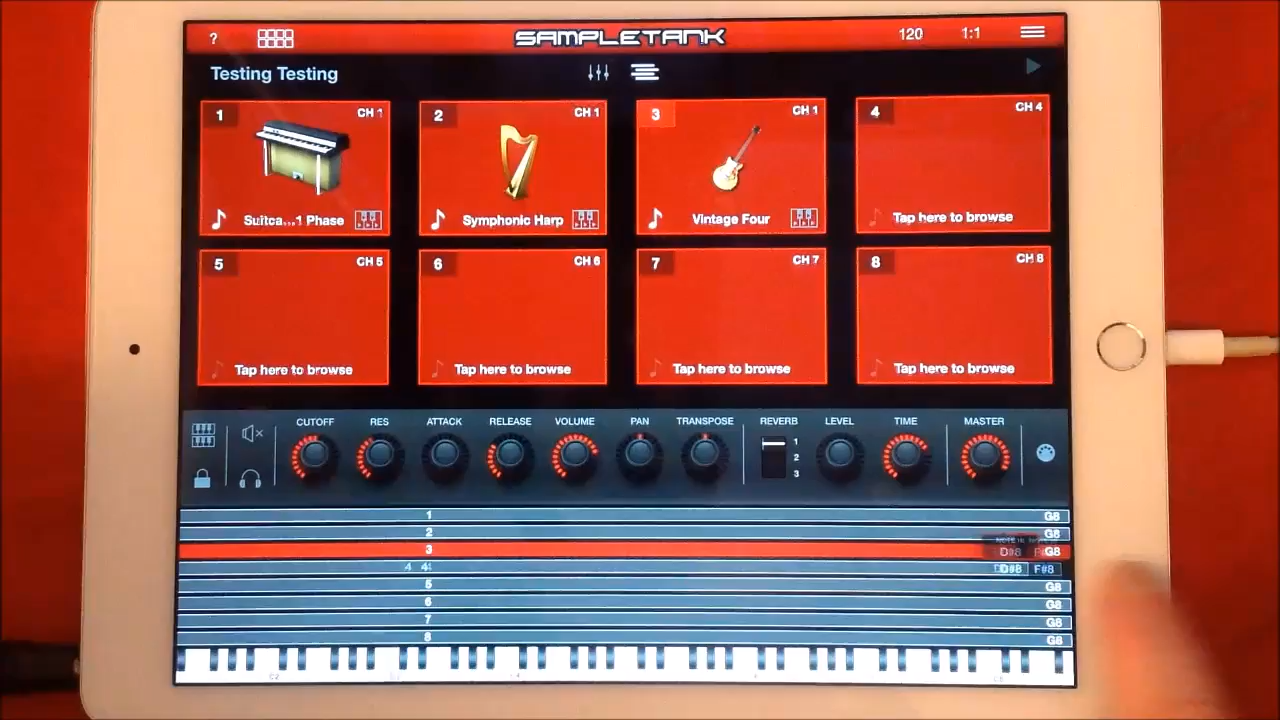 ? SAMPLETANK 120 1:1
Testing Testing
1 CH 1 2 CH 1 3 CH 1 4 CH 4
Suitca...1 Phase Symphonic Harp Vintage Four Tap here to browse
5 CH 5 6 CH 6 7 CH 7 8 CH 8
Tap here to browse Tap here to browse Tap here to browse Tap here to browse
CUTOFF RES ATTACK RELEASE VOLUME PAN TRANSPOSE REVERB LEVEL TIME MASTER
1
2
3
1 G8
2 G8
3 D#8 G8
4 D#8 F#8
5 G8
6 G8
7 G8
8 G8
C2